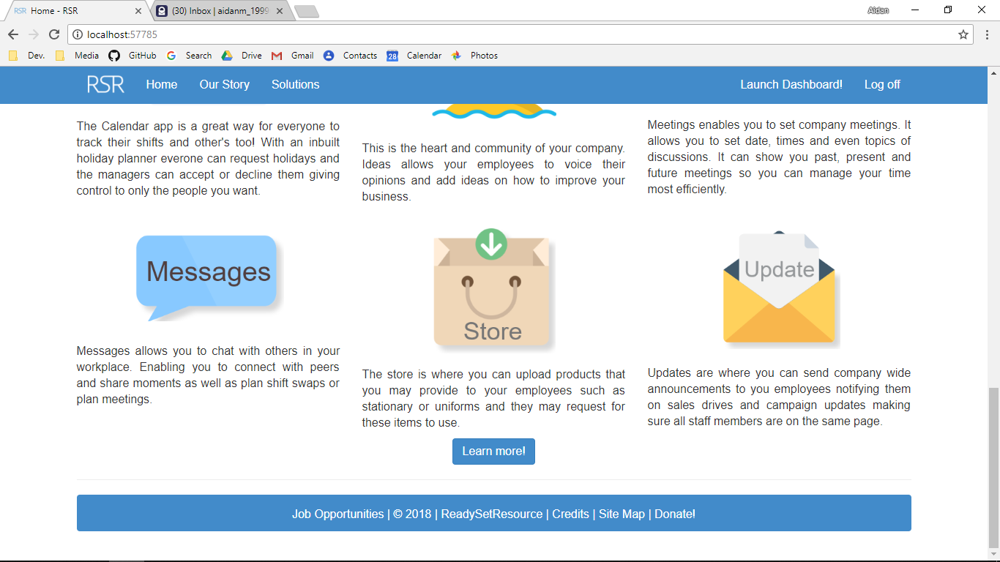 Home - RSR
(30) Inbox | aidanm_1999
Aidan
localhost:57785
Dev.
Media
GitHub
Search
Drive
Gmail
Contacts
28
Calendar
Photos
RSR
Home
Our Story
Solutions
Launch Dashboard!
Log off
The Calendar app is a great way for everyone to
track their shifts and other's too! With an inbuilt
holiday planner everone can request holidays and
the managers can accept or decline them giving
control to only the people you want.
This is the heart and community of your company.
Ideas allows your employees to voice their
opinions and add ideas on how to improve your
business.
Meetings enables you to set company meetings. It
allows you to set date, times and even topics of
discussions. It can show you past, present and
future meetings so you can manage your time
most efficiently.
Messages
Messages allows you to chat with others in your
workplace. Enabling you to connect with peers
and share moments as well as plan shift swaps or
plan meetings.
Store
The store is where you can upload products that
you may provide to your employees such as
stationary or uniforms and they may request for
these items to use.
Update
Updates are where you can send company wide
announcements to you employees notifying them
on sales drives and campaign updates making
sure all staff members are on the same page.
Learn more!
Job Opportunities | © 2018 | ReadySetResource | Credits | Site Map | Donate!